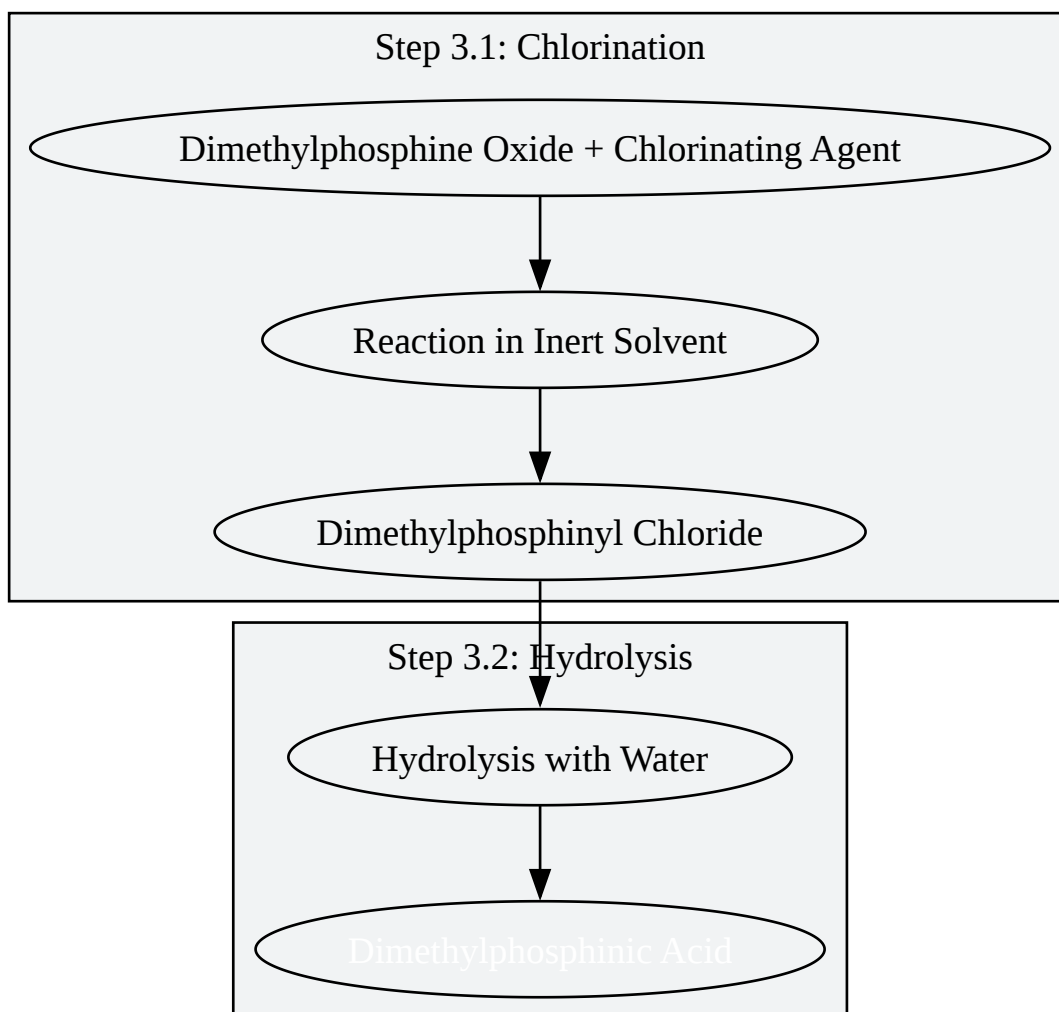 Step 3.1: Chlorination
Dimethylphosphine Oxide + Chlorinating Agent
Reaction in Inert Solvent
Dimethylphosphinyl Chloride
Step 3.2: Hydrolysis
Hydrolysis with Water
Dimethylphosphinic Acid